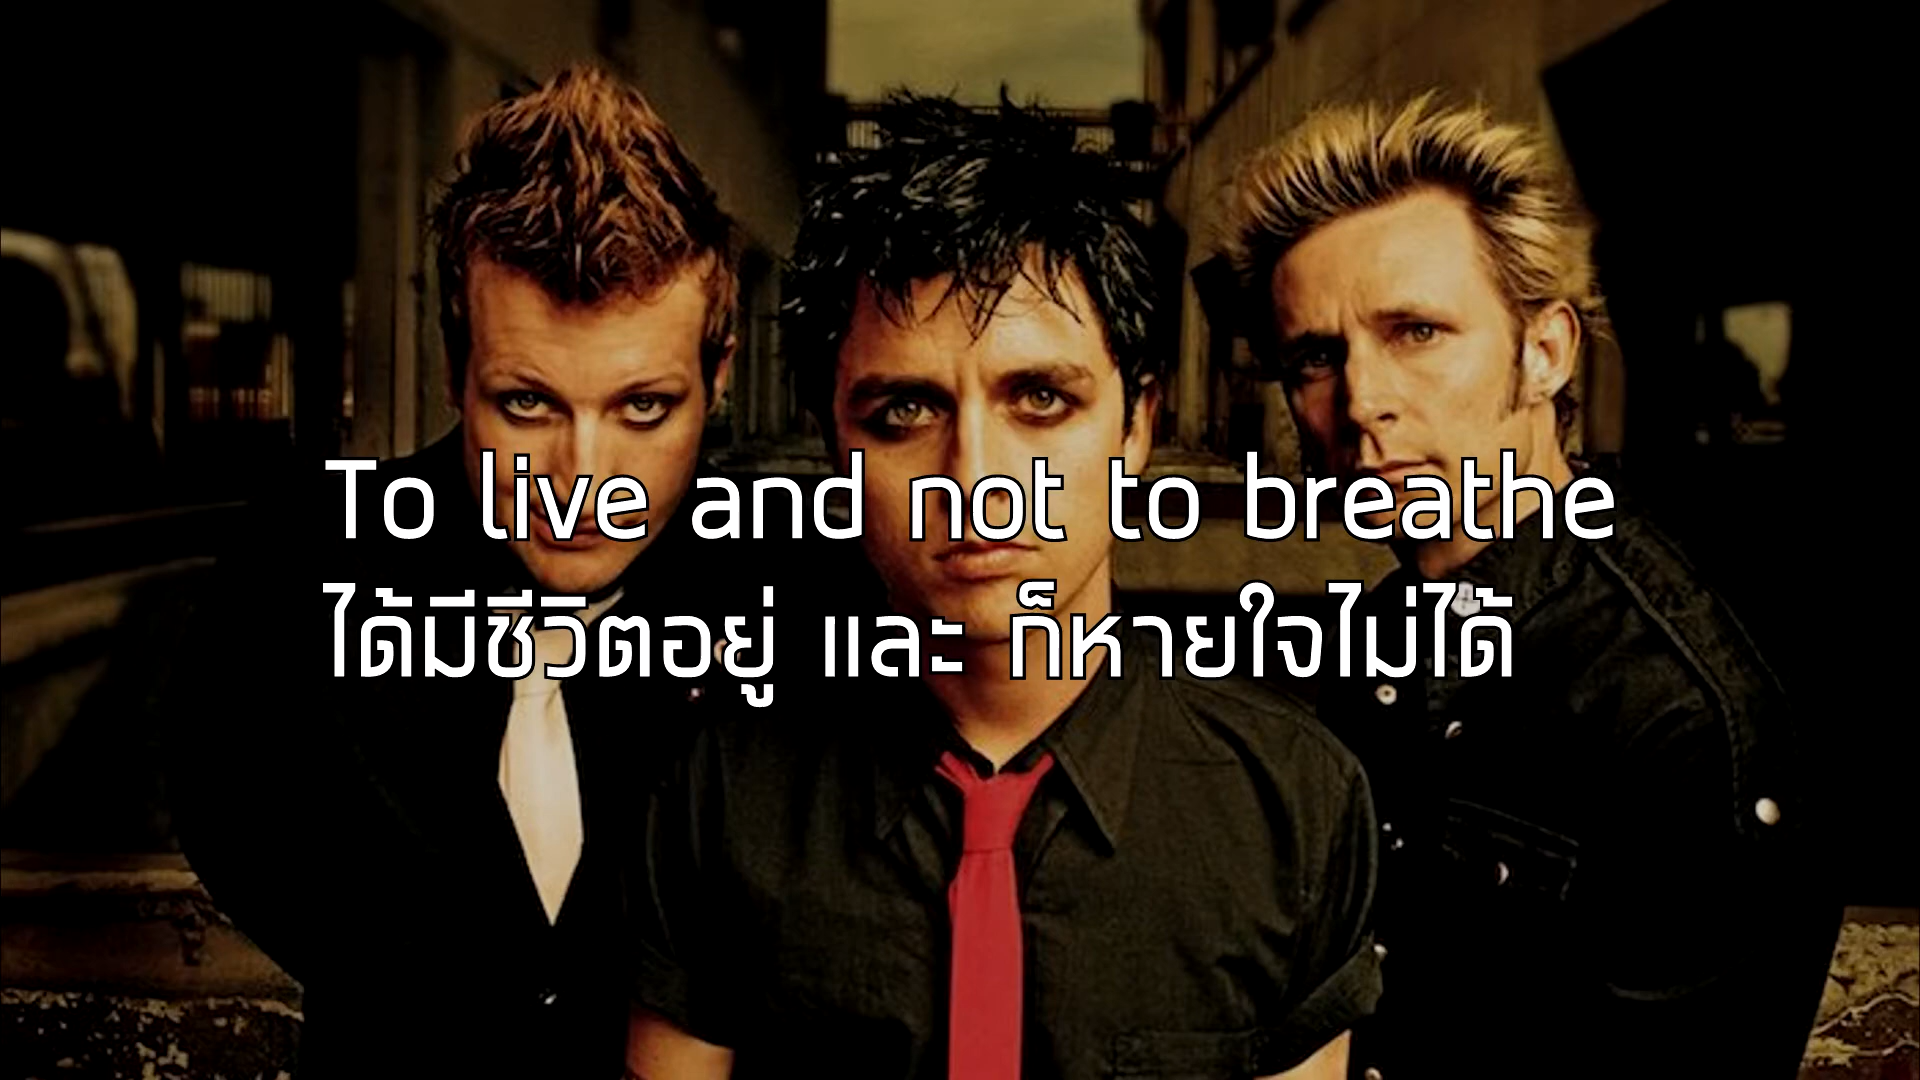 To live and not to breathe
ได้มีชีวิตอยู่ และ ก็หายใจไม่ได้